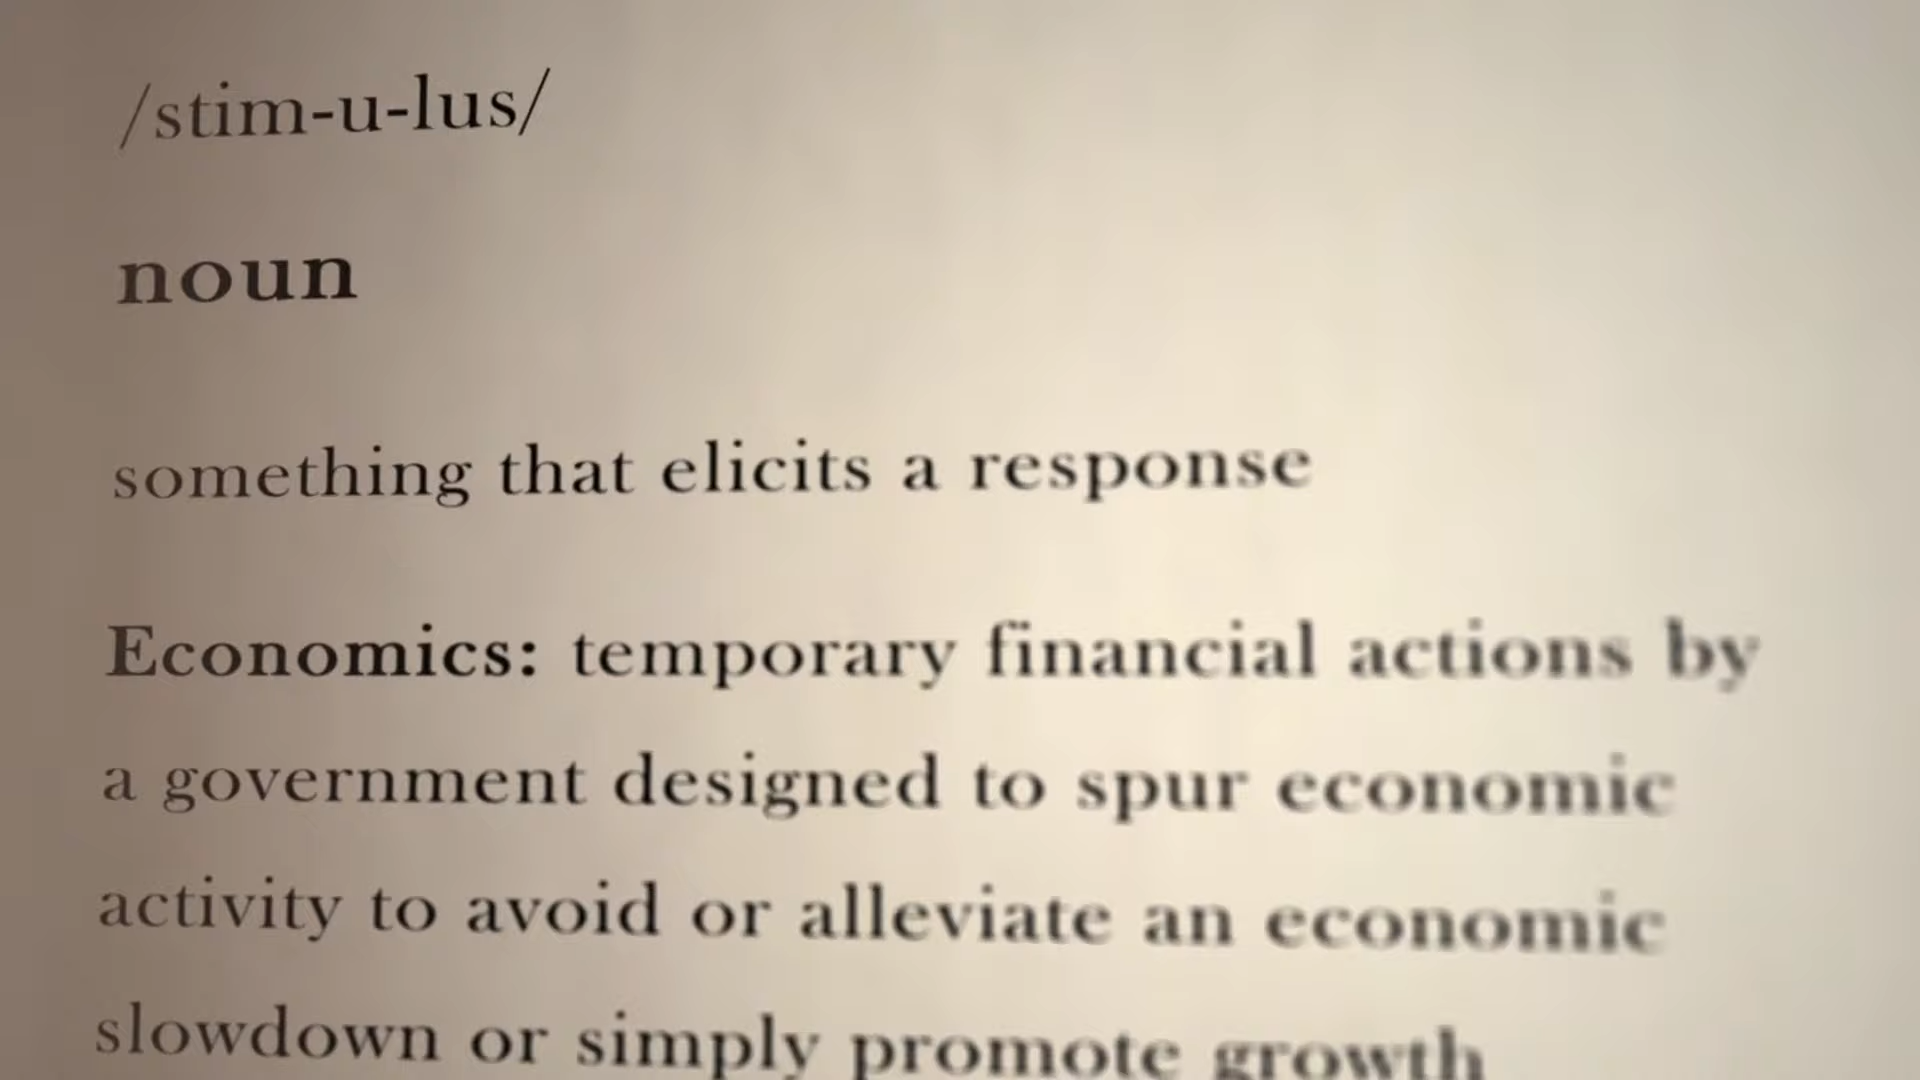 /stim-u-lus/
noun
something that elicits a response
Economics: temporary financial actions by
a government designed to spur economic
activity to avoid or alleviate an economic
slowdown or simply promote growth